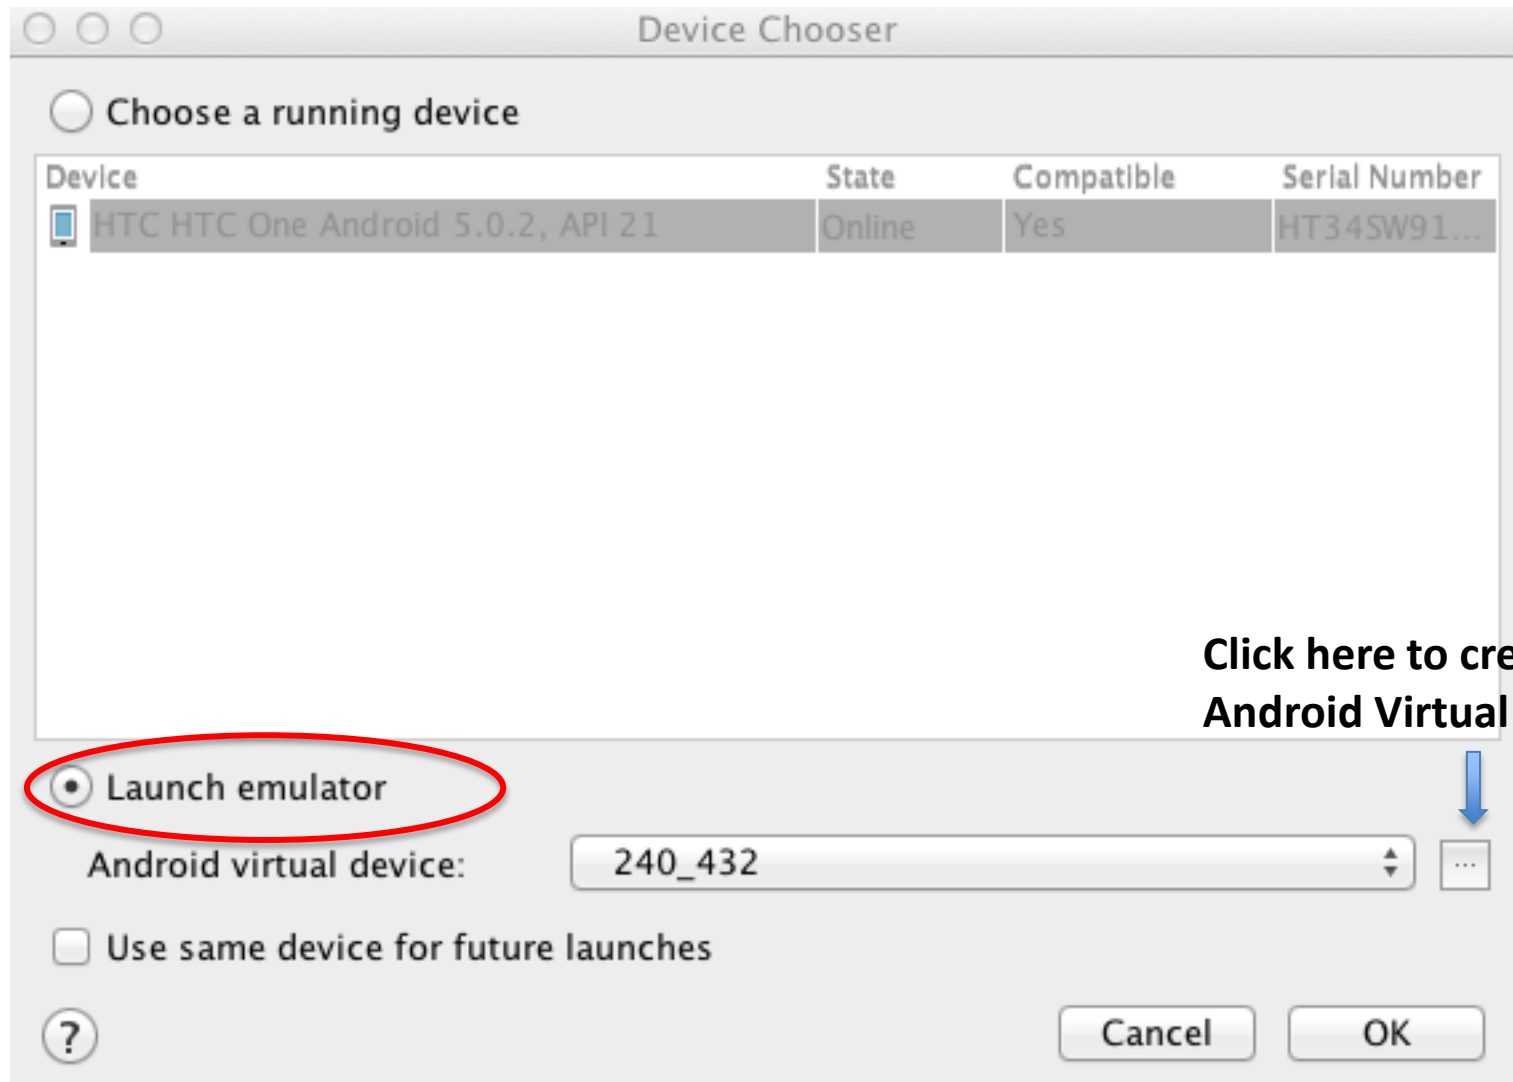 Device Chooser
Choose a running device
Device State Compatible Serial Number
HTC HTC One Android 5.0.2, API 21 Online Yes HT34SW91...
Click here to cre
Android Virtual
Launch emulator
Android virtual device: 240_432 ...
Use same device for future launches
? Cancel OK